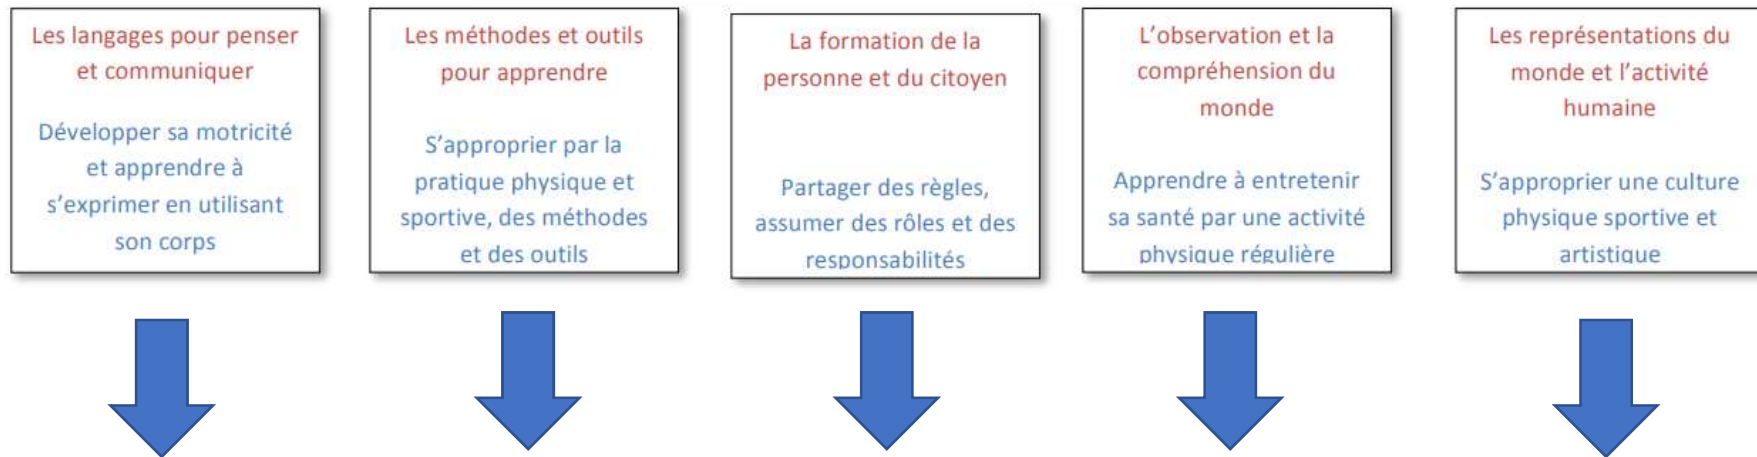 Les langages pour penser
et communiquer
Développer sa motricité
et apprendre à
s'exprimer en utilisant
son corps
Les méthodes et outils
pour apprendre
S'approprier par la
pratique physique et
sportive, des méthodes
et des outils
La formation de la
personne et du citoyen
Partager des règles,
assumer des rôles et des
responsabilités
L'observation et la
compréhension du
monde
Apprendre à entretenir
sa santé par une activité
physique régulière
Les représentations du
monde et l'activité
humaine
S'approprier une culture
physique sportive et
artistique